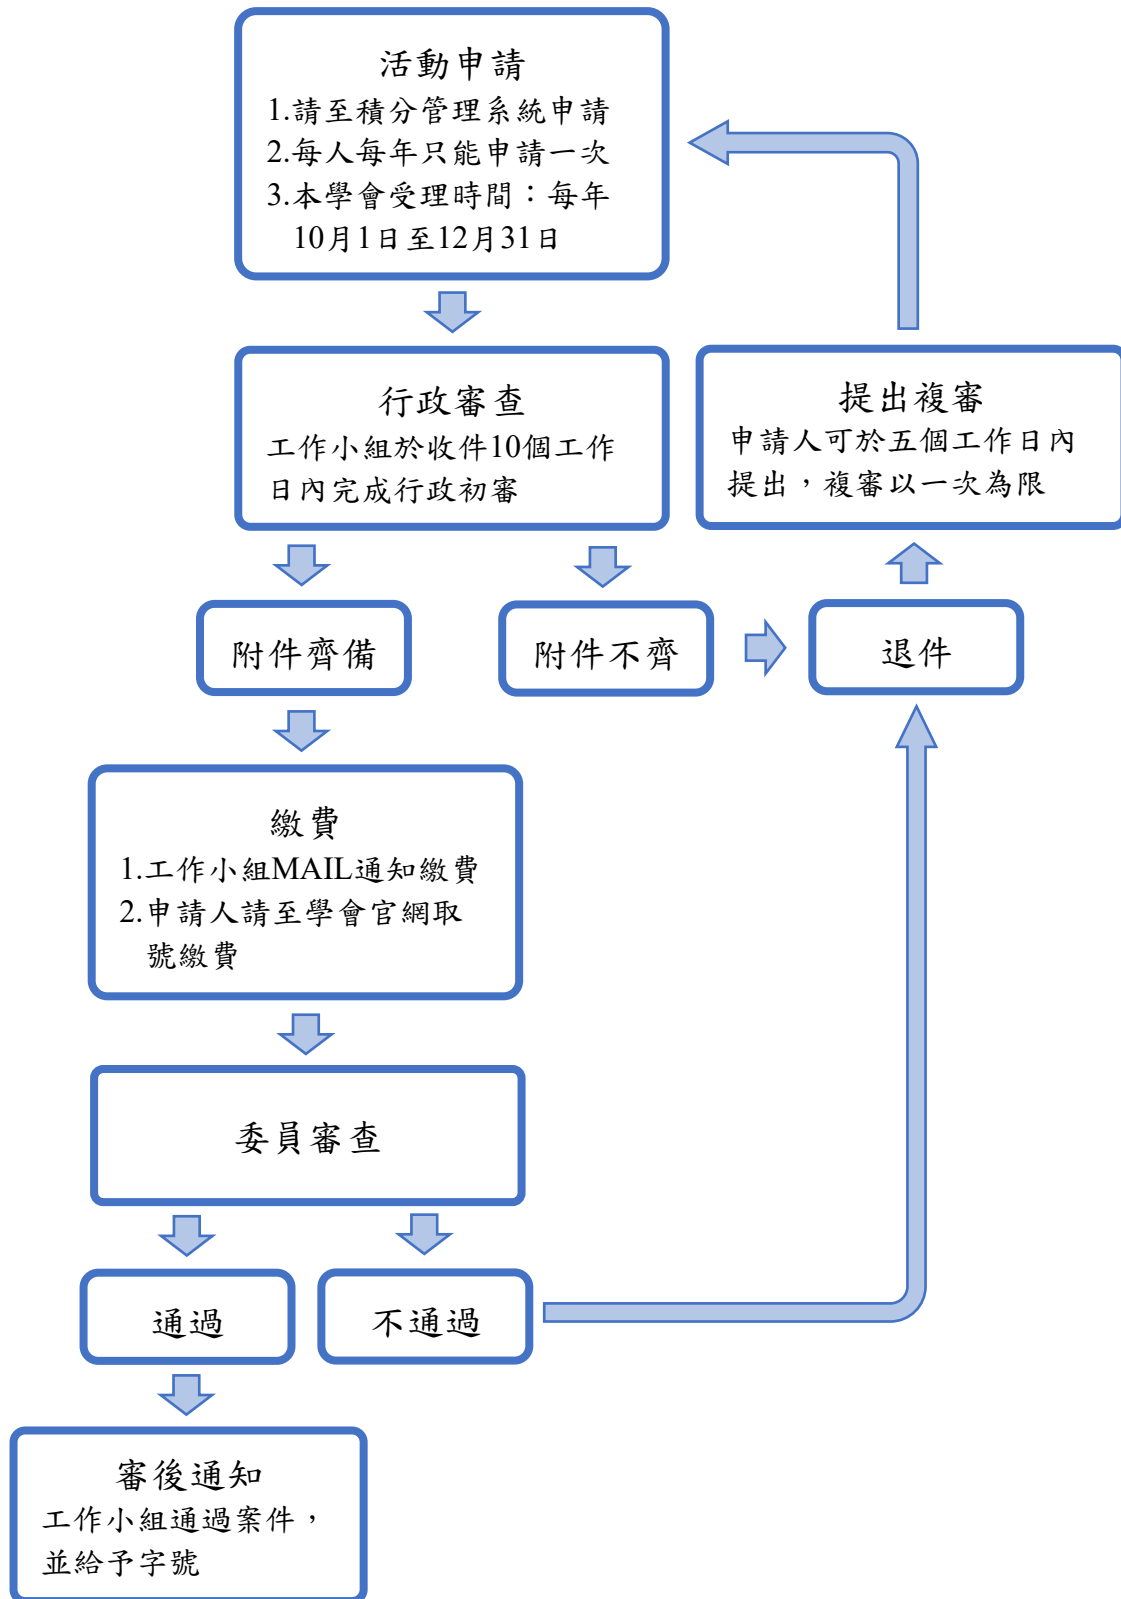 活動申請
1.請至積分管理系統申請
2.每人每年只能申請一次
3.本學會受理時間：每年
10月1日至12月31日
行政審查
工作小組於收件10個工作
日內完成行政初審
提出複審
申請人可於五個工作日內
提出，複審以一次為限
附件齊備
附件不齊
退件
繳費
1.工作小組MAIL通知繳費
2.申請人請至學會官網取
號繳費
委員審查
通過
不通過
審後通知
工作小組通過案件，
並給予字號